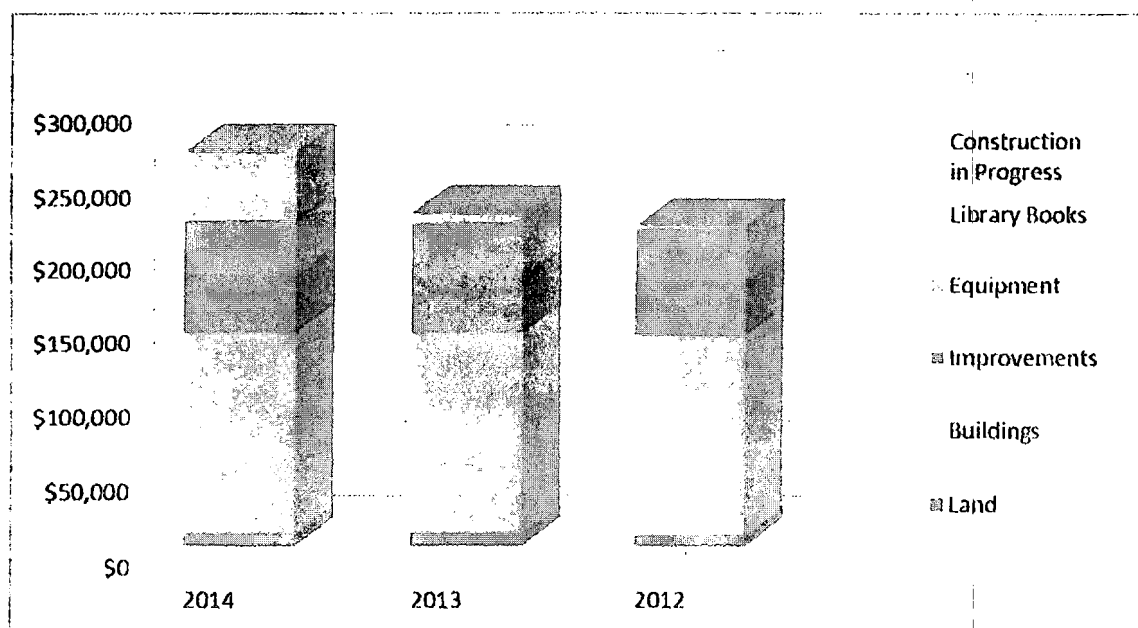 $300,000
$250,000
$200,000
$150,000
$100,000
$50,000
$0
2014
2013
2012
Construction
in Progress
Library Books
Equipment
Improvements
Buildings
Land